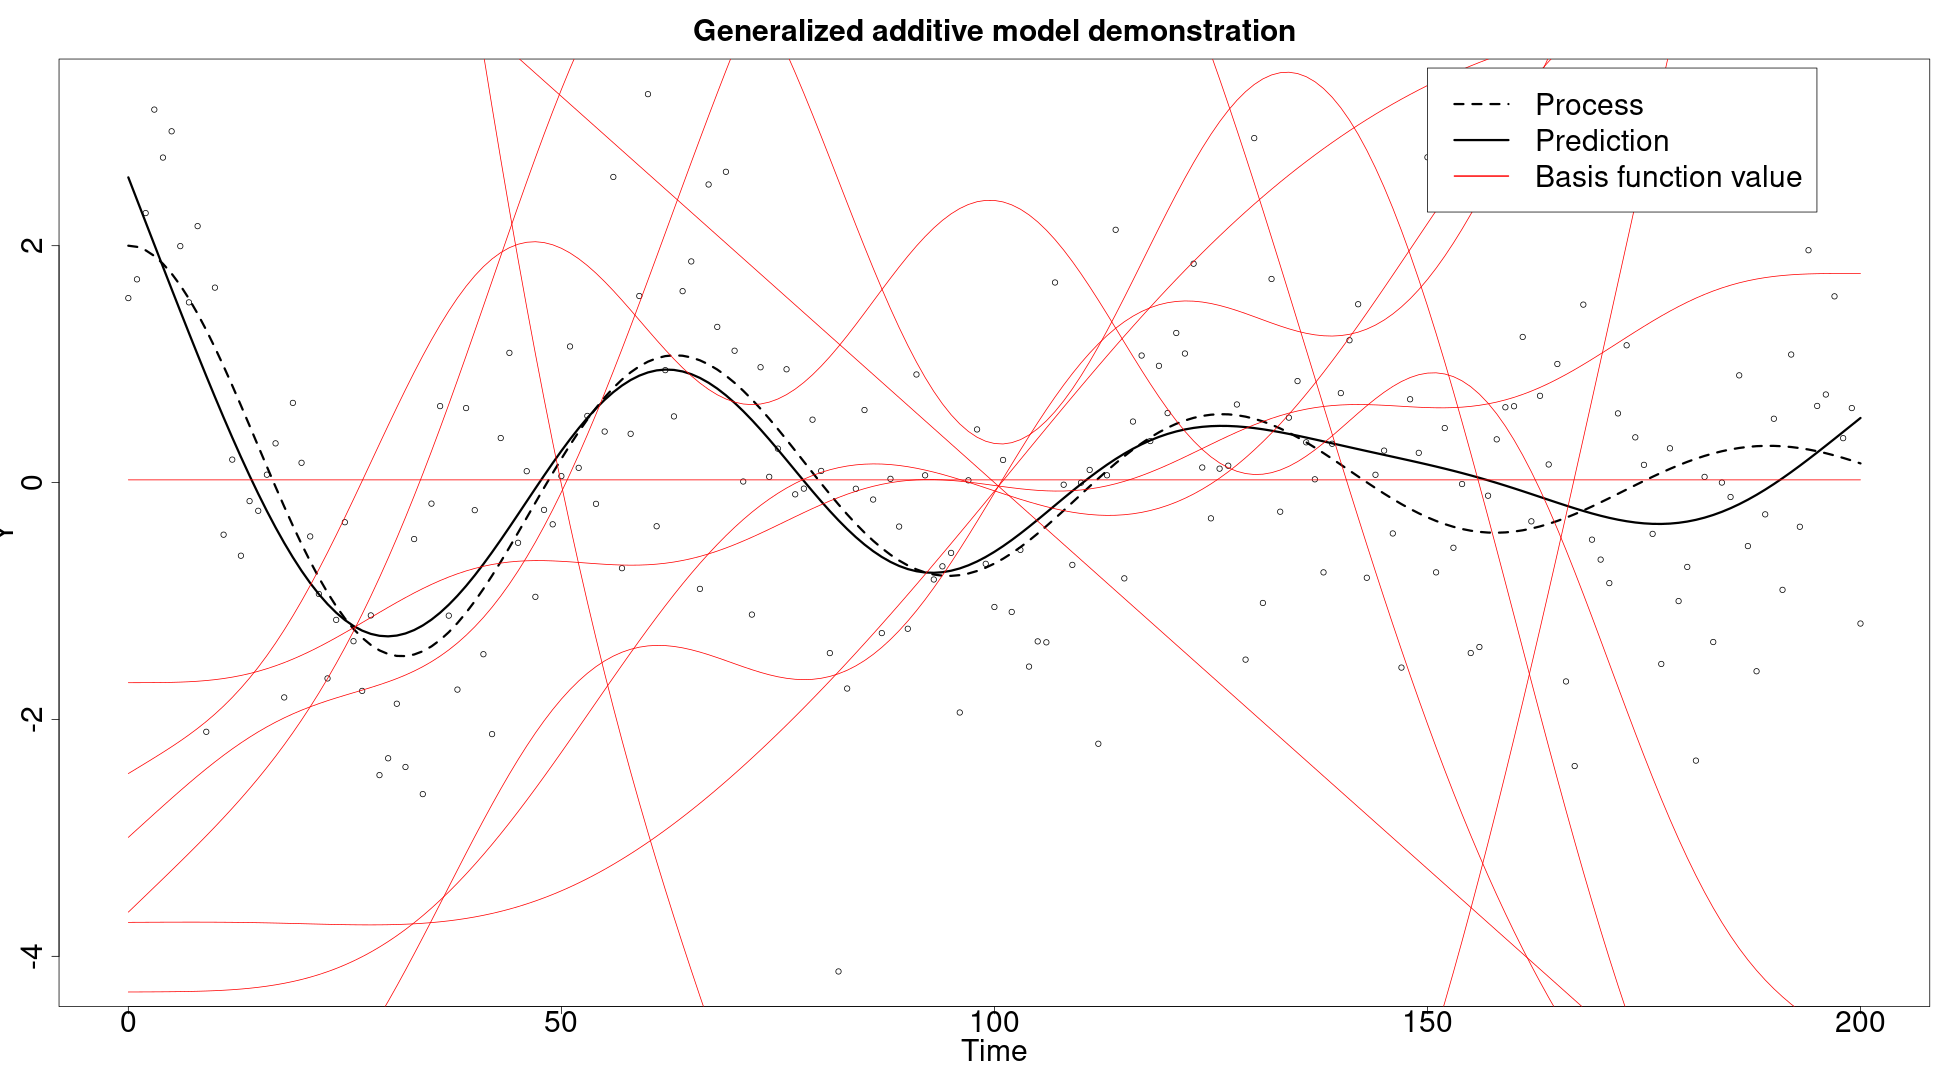 Generalized additive model demonstration
Process
Prediction
Basis function value
2
0
-2
-4
Y
0 50 100 150 200
Time